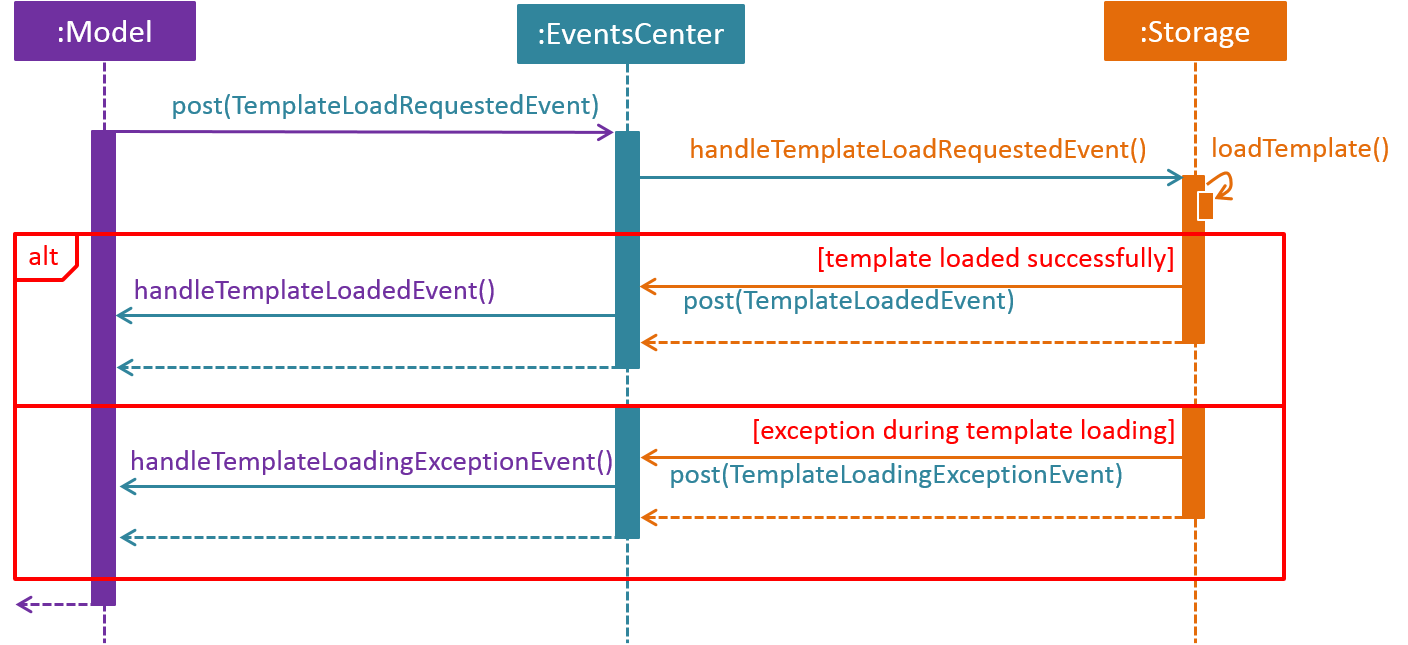 :Model
:EventsCenter
:Storage
post(TemplateLoadRequestedEvent)
handleTemplateLoadRequestedEvent()
loadTemplate()
alt
[template loaded successfully]
handleTemplateLoadedEvent()
post(TemplateLoadedEvent)
[exception during template loading]
handleTemplateLoadingExceptionEvent()
post(TemplateLoadingExceptionEvent)